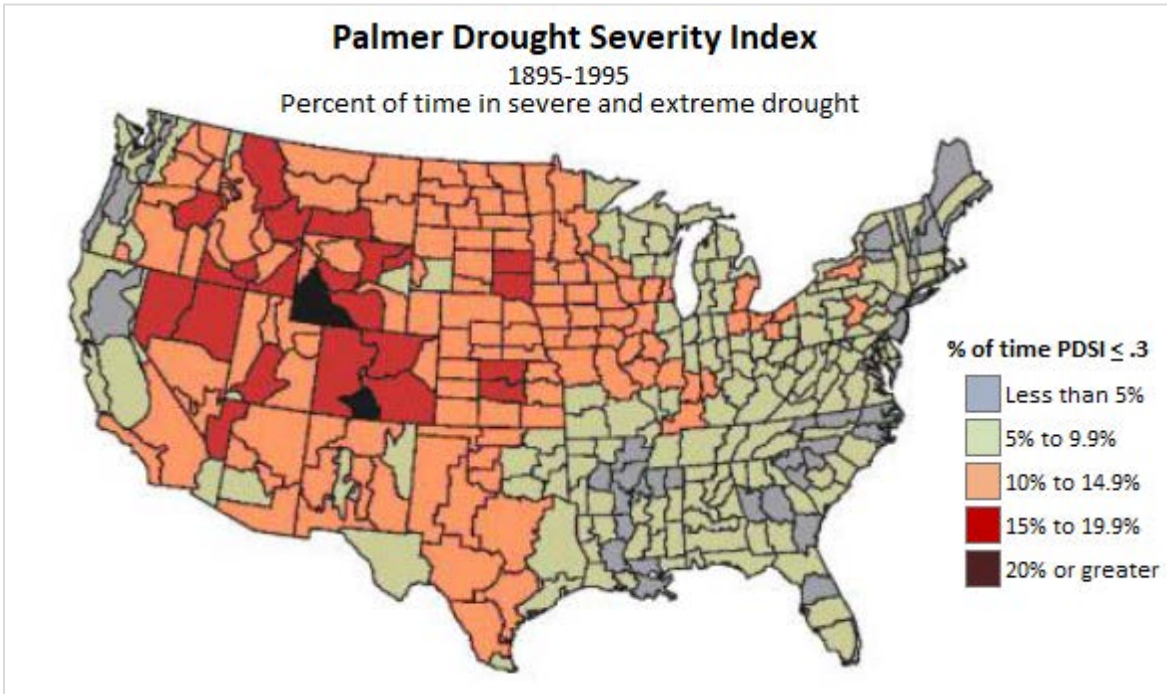 Palmer Drought Severity Index
1895-1995
Percent of time in severe and extreme drought
% of time PDSI ≤ .3
Less than 5%
5% to 9.9%
10% to 14.9%
15% to 19.9%
20% or greater